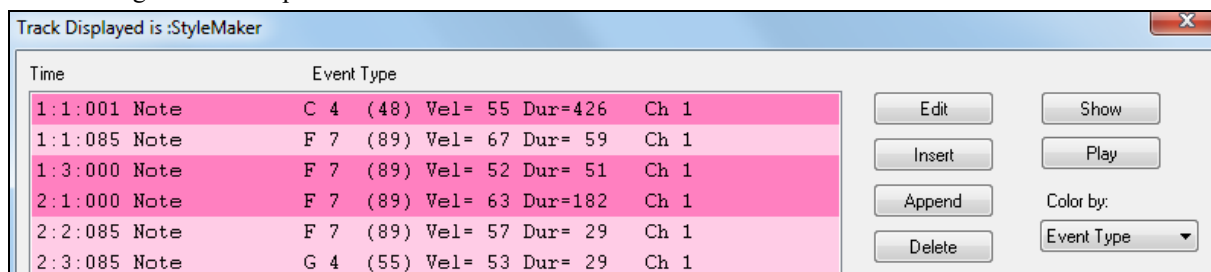 Track Displayed is :StyleMaker
Time Event Type
1:1:001 Note C 4 (48) Vel= 55 Dur=426 Ch 1
1:1:085 Note F 7 (89) Vel= 67 Dur= 59 Ch 1
1:3:000 Note F 7 (89) Vel= 52 Dur= 51 Ch 1
2:1:000 Note F 7 (89) Vel= 63 Dur=182 Ch 1
2:2:085 Note F 7 (89) Vel= 57 Dur= 29 Ch 1
2:3:085 Note G 4 (55) Vel= 53 Dur= 29 Ch 1
Edit
Insert
Append
Delete
Show
Play
Color by:
Event Type